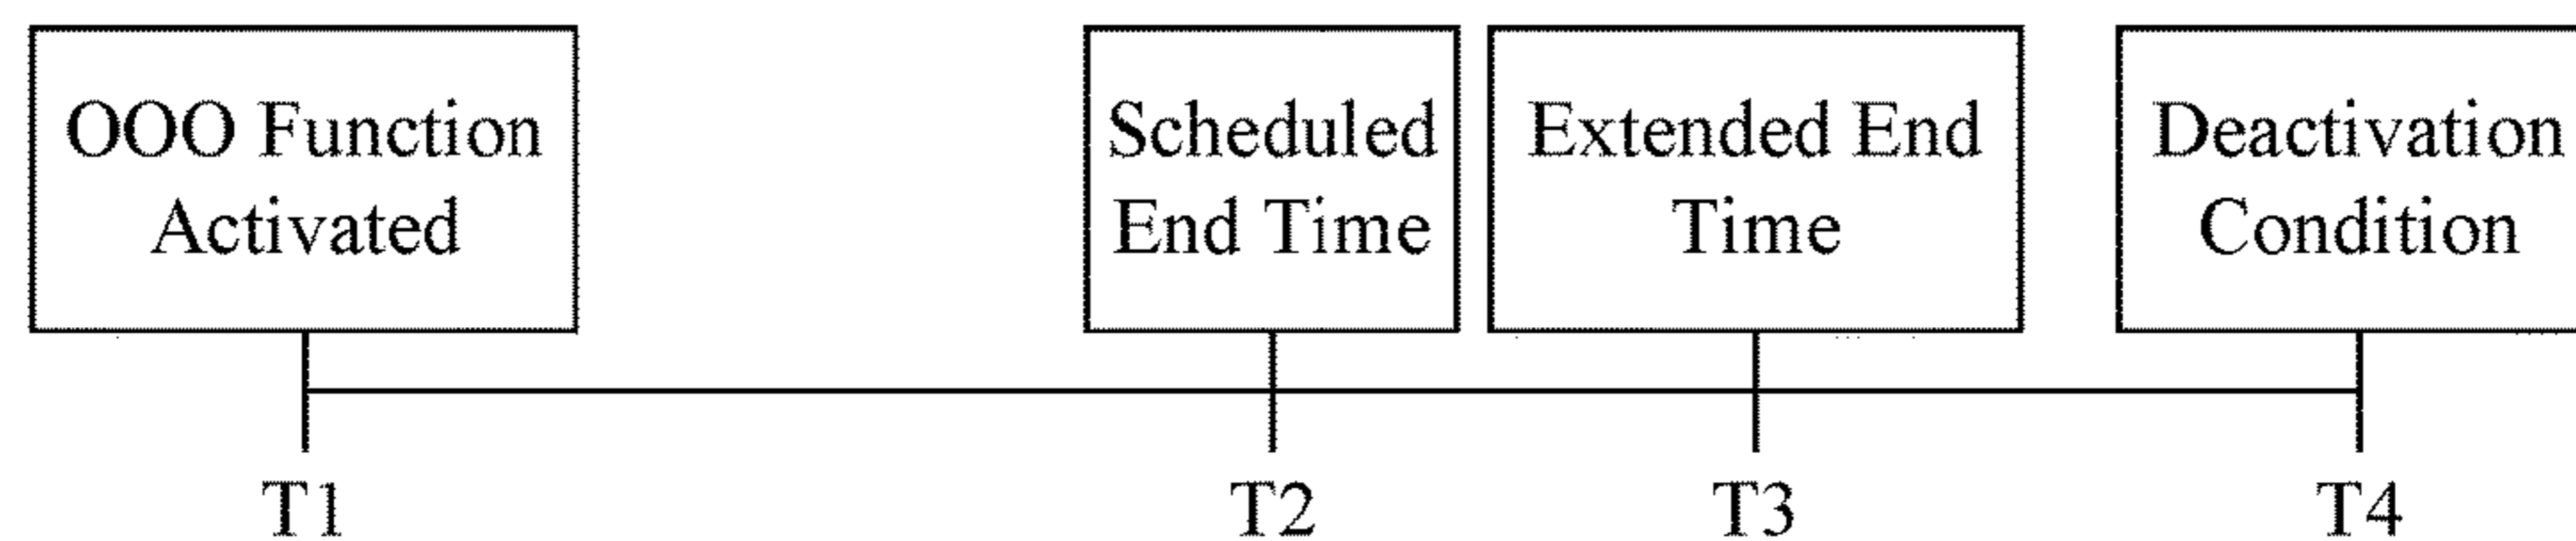 OOO Function
Activated
Scheduled
End Time
Extended End
Time
Deactivation
Condition
T1
T2
T3
T4